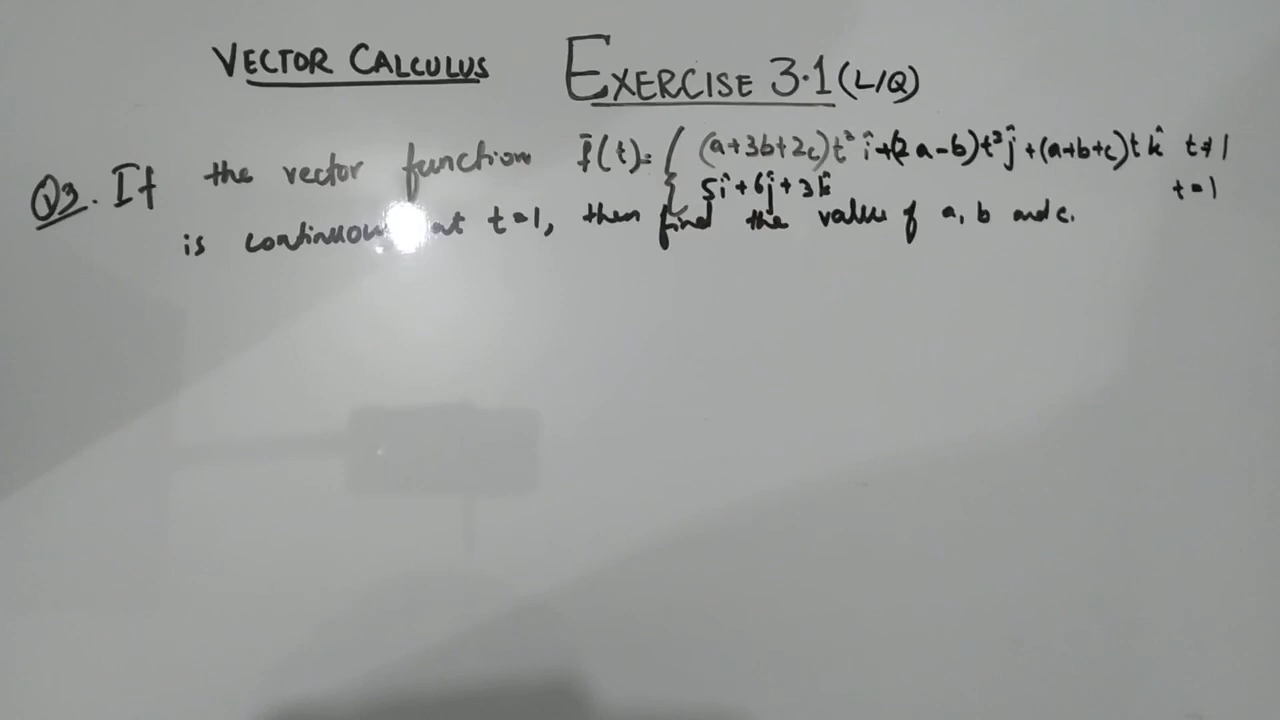 VECTOR CALCULUS EXERCISE 3.1 (L/Q)
Q3. If the vector function f̄(t) = { (a+3b+2c)t² î + (2a-b)t³ ĵ + (a+b+c)t k̂ t≠1
5î + 6ĵ + 3k̂ t=1
is continuous at t=1, then find the value of a, b and c.